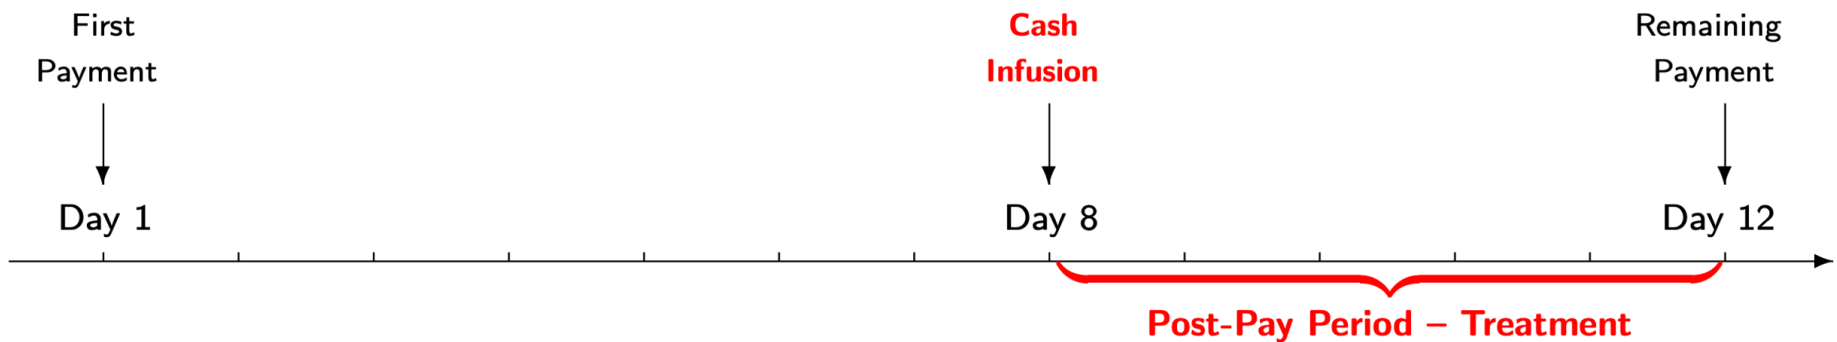 First
Payment
Cash
Infusion
Remaining
Payment
Day 1
Day 8
Day 12
Post-Pay Period – Treatment